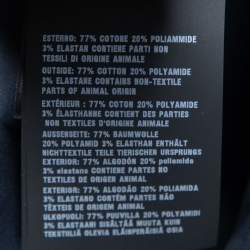 ESTERNO: 77% COTONE 20% POLIAMMIDE
3% ELASTAN CONTIENE PARTI NON
TESSILI DI ORIGINE ANIMALE
OUTSIDE: 77% COTTON 20% POLYAMIDE
3% ELASTANE CONTAINS NON-TEXTILE
PARTS OF ANIMAL ORIGIN
EXTÉRIEUR : 77% COTON 20% POLYAMIDE
3% ÉLASTHANNE CONTIENT DES PARTIES
NON TEXTILES D'ORIGINE ANIMALE
AUSSENSEITE: 77% BAUMWOLLE
20% POLYAMID 3% ELASTHAN ENTHÄLT
NICHTTEXTILE TEILE TIERISCHER URSPRUNGS
EXTERIOR: 77% ALGODÓN 20% poliamida
3% elastano CONTIENE PARTES NO
TEXTILES DE ORIGEN ANIMAL
EXTERIOR: 77% ALGODÃO 20% POLIAMIDA
3% ELASTANO CONTÉM PARTES NÃO
TÊXTEIS DE ORIGEM ANIMAL
ULKOPUOLI: 77% PUUVILLA 20% POLYAMIDI
3% ELASTAANI SISÄLTÄÄ MUUTA KUIN
TEKSTIILIÄ OLEVIA ELÄINPERÄISIÄ OSIA